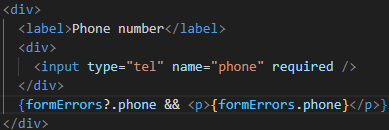 <div>
<label>Phone number</label>
<div>
<input type="tel" name="phone" required />
</div>
{formErrors?.phone && <p>{formErrors.phone}</p>}
</div>